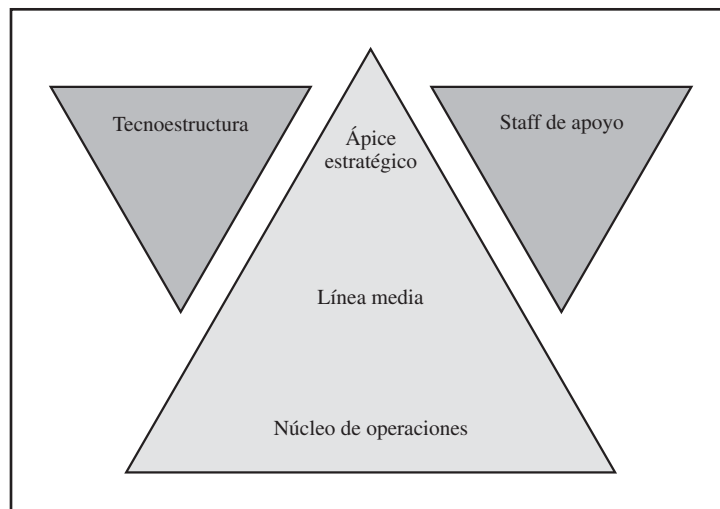 Tecnoestructura
Staff de apoyo
Ápice
estratégico
Línea media
Núcleo de operaciones